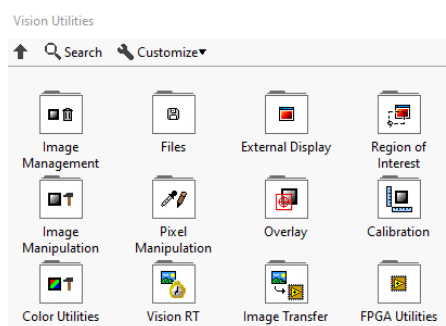 Vision Utilities
Search Customize▾
Image Management
Files
External Display
Region of Interest
Image Manipulation
Pixel Manipulation
Overlay
Calibration
Color Utilities
Vision RT
Image Transfer
FPGA Utilities